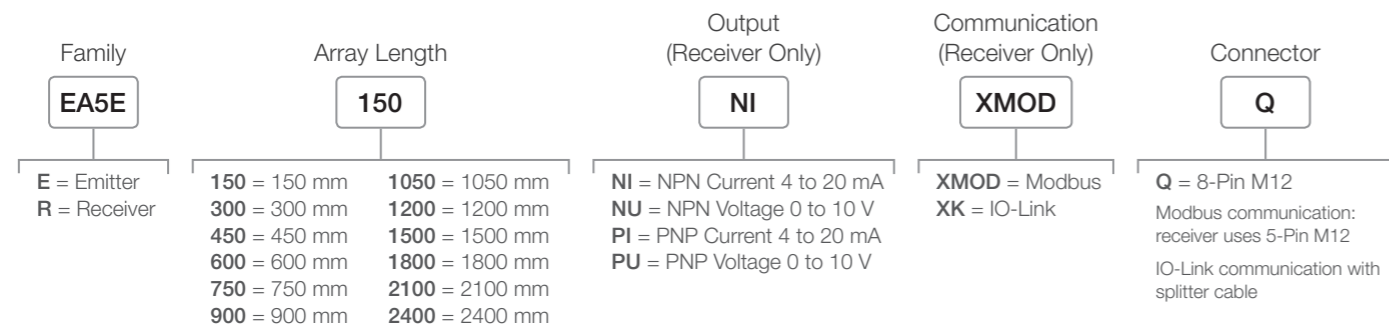 Family
EA5E
E = Emitter
R = Receiver
Array Length
150
150 = 150 mm
300 = 300 mm
450 = 450 mm
600 = 600 mm
750 = 750 mm
900 = 900 mm
1050 = 1050 mm
1200 = 1200 mm
1500 = 1500 mm
1800 = 1800 mm
2100 = 2100 mm
2400 = 2400 mm
Output
(Receiver Only)
NI
NI = NPN Current 4 to 20 mA
NU = NPN Voltage 0 to 10 V
PI = PNP Current 4 to 20 mA
PU = PNP Voltage 0 to 10 V
Communication
(Receiver Only)
XMOD
XMOD = Modbus
XK = IO-Link
Connector
Q
Q = 8-Pin M12
Modbus communication:
receiver uses 5-Pin M12
IO-Link communication with
splitter cable